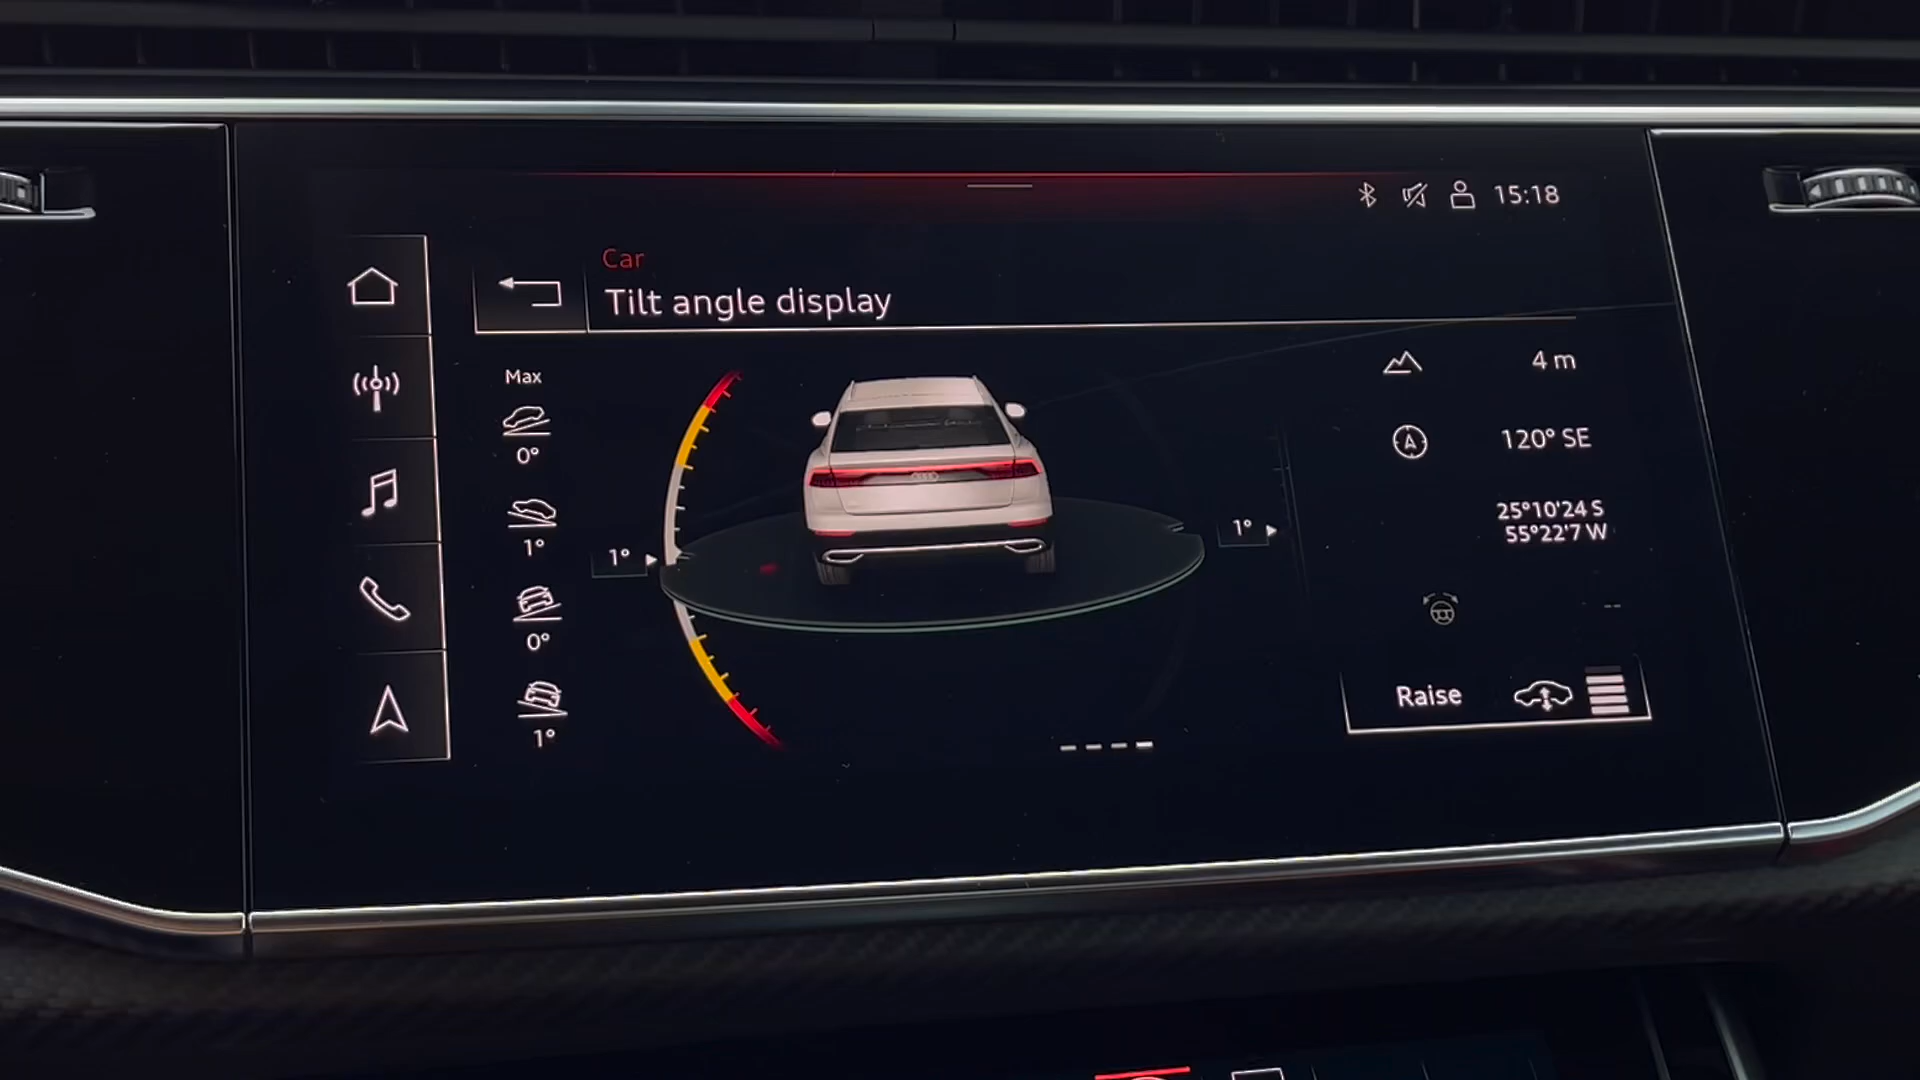 15:18
Car
Tilt angle display
Max
0°
1°
0°
1°
1°
1°
4 m
120° SE
25°10'24 S
55°22'7 W
--
Raise